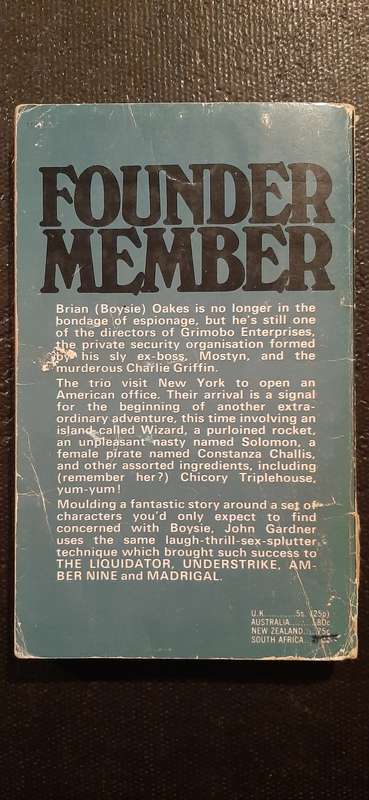 FOUNDER
MEMBER
Brian (Boysie) Oakes is no longer in the
bondage of espionage, but he's still one
of the directors of Grimobo Enterprises,
the private security organisation formed
by his sly ex-boss, Mostyn, and the
murderous Charlie Griffin.
The trio visit New York to open an
American office. Their arrival is a signal
for the beginning of another extra-
ordinary adventure, this time involving an
island called Wizard, a purloined rocket,
an unpleasant nasty named Solomon, a
female pirate named Constanza Challis,
and other assorted ingredients, including
(remember her?) Chicory Triplehouse,
yum-yum!
Moulding a fantastic story around a set of
characters you'd only expect to find
concerned with Boysie, John Gardner
uses the same laugh-thrill-sex-splutter
technique which brought such success to
THE LIQUIDATOR, UNDERSTRIKE, AM-
BER NINE and MADRIGAL.
U.K..........5s. (25p)
AUSTRALIA........80c
NEW ZEALAND....75c
SOUTH AFRICA..